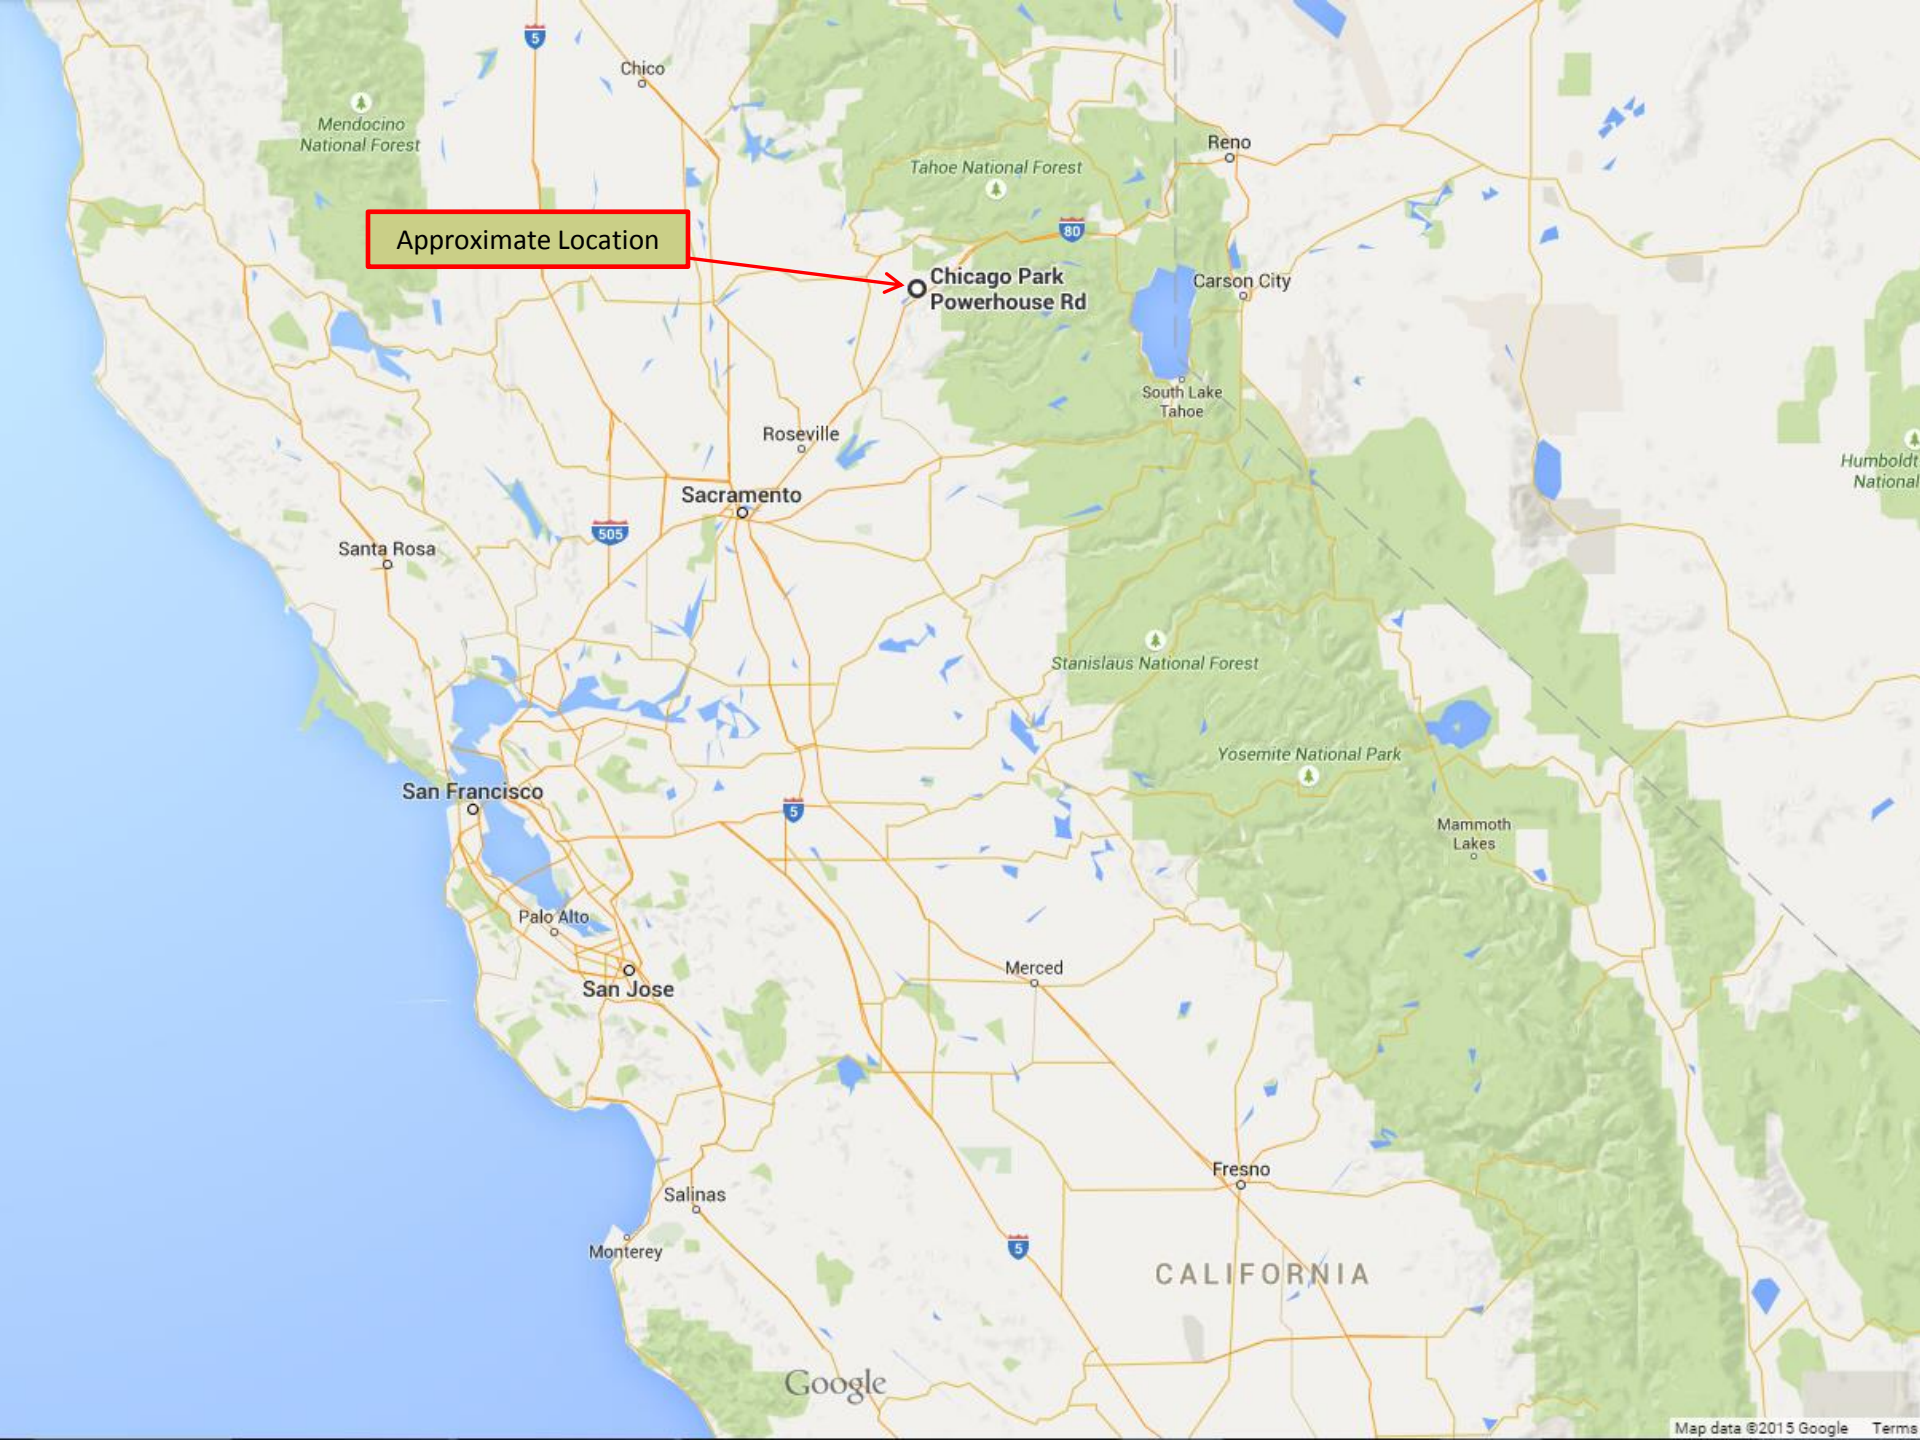 5
Chico
Mendocino
National Forest
Reno
Tahoe National Forest
Approximate Location
80
Chicago Park
Powerhouse Rd
Carson City
South Lake
Tahoe
Roseville
Humboldt
National
Sacramento
505
Santa Rosa
Stanislaus National Forest
Yosemite National Park
San Francisco
5
Mammoth
Lakes
Palo Alto
Merced
San Jose
Fresno
Salinas
Monterey
5
CALIFORNIA
Google
Map data ©2015 Google
Terms